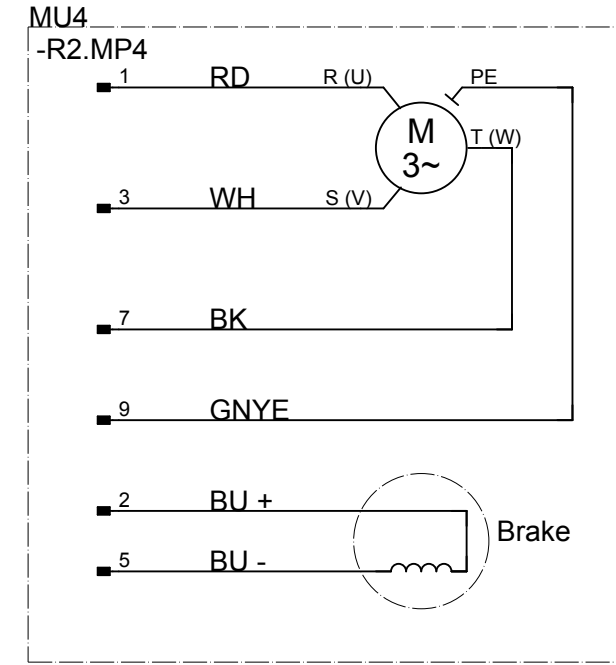 MU4
-R2.MP4
1 RD R (U) PE
M
3~
T (W)
3 WH S (V)
7 BK
9 GNYE
2 BU +
Brake
5 BU -